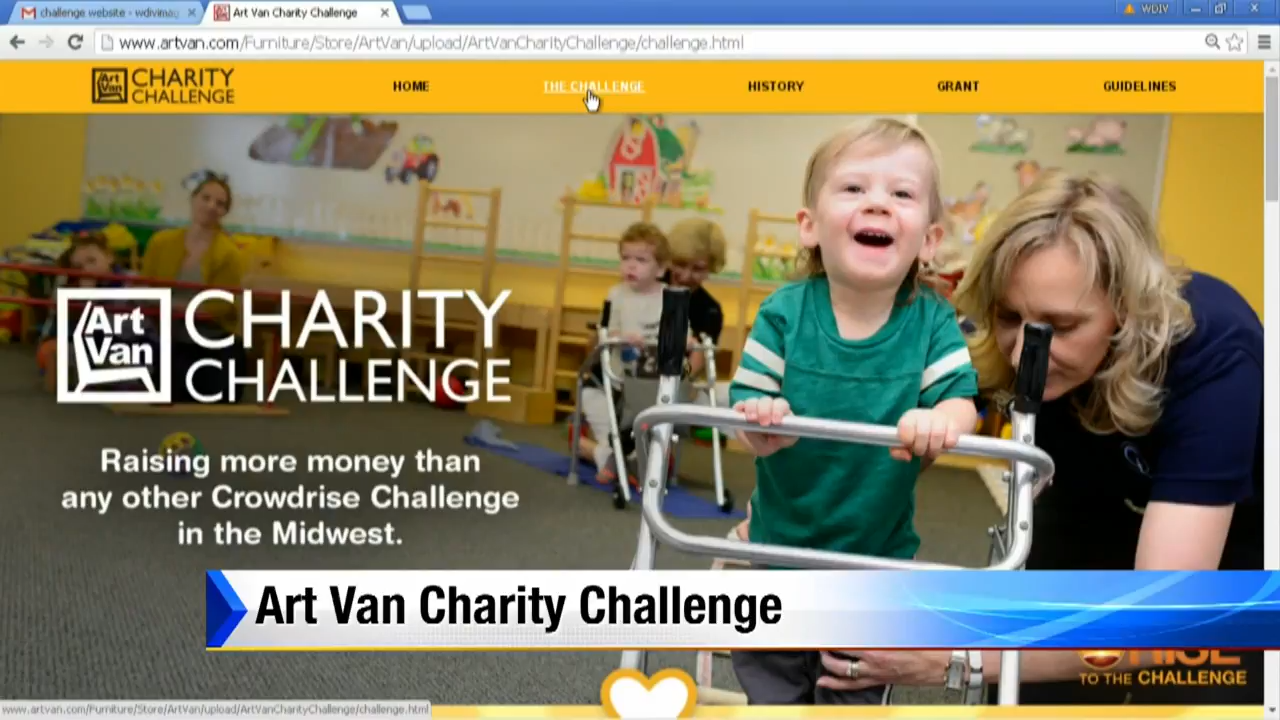 challenge website - wdivimag
Art Van Charity Challenge
WDIV
www.artvan.com/Furniture/Store/ArtVan/upload/ArtVanCharityChallenge/challenge.html
Art Van
CHARITY
CHALLENGE
HOME
THE CHALLENGE
HISTORY
GRANT
GUIDELINES
Art
Van
CHARITY
CHALLENGE
Raising more money than
any other Crowdrise Challenge
in the Midwest.
Art Van Charity Challenge
RISE
TO THE CHALLENGE
www.artvan.com/Furniture/Store/ArtVan/upload/ArtVanCharityChallenge/challenge.html